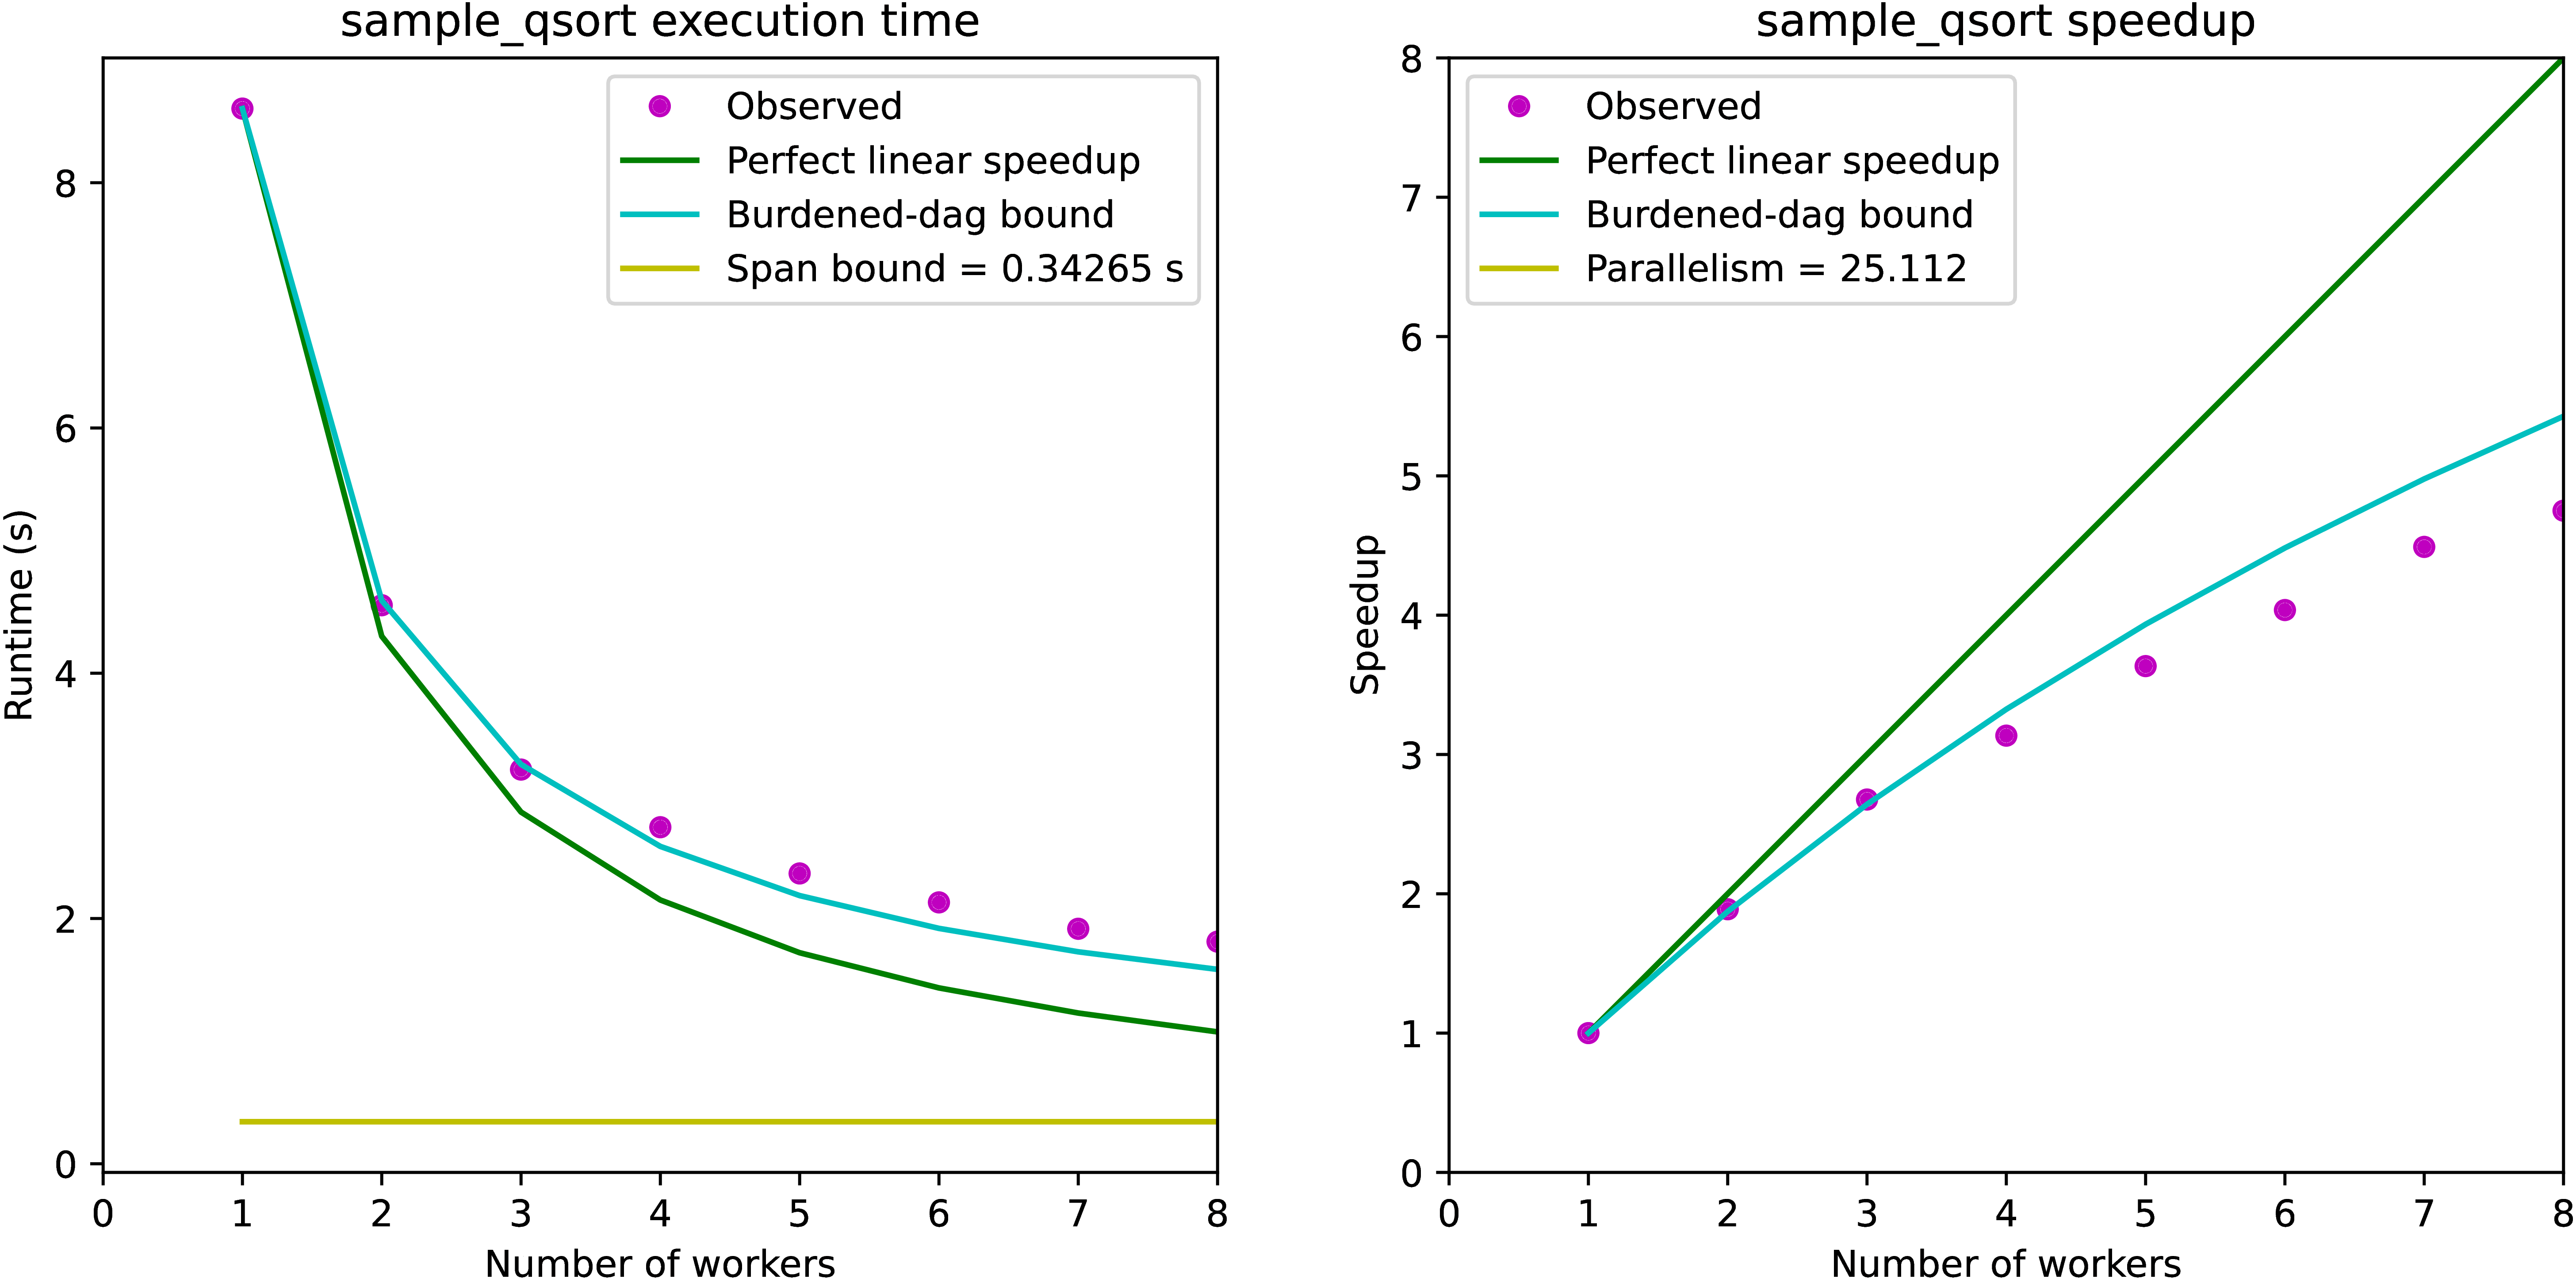 sample_qsort execution time
Observed
Perfect linear speedup
Burdened-dag bound
Span bound = 0.34265 s
8
6
4
2
0
Runtime (s)
0 1 2 3 4 5 6 7 8
Number of workers
sample_qsort speedup
Observed
Perfect linear speedup
Burdened-dag bound
Parallelism = 25.112
8
7
6
5
4
3
2
1
0
Speedup
0 1 2 3 4 5 6 7 8
Number of workers